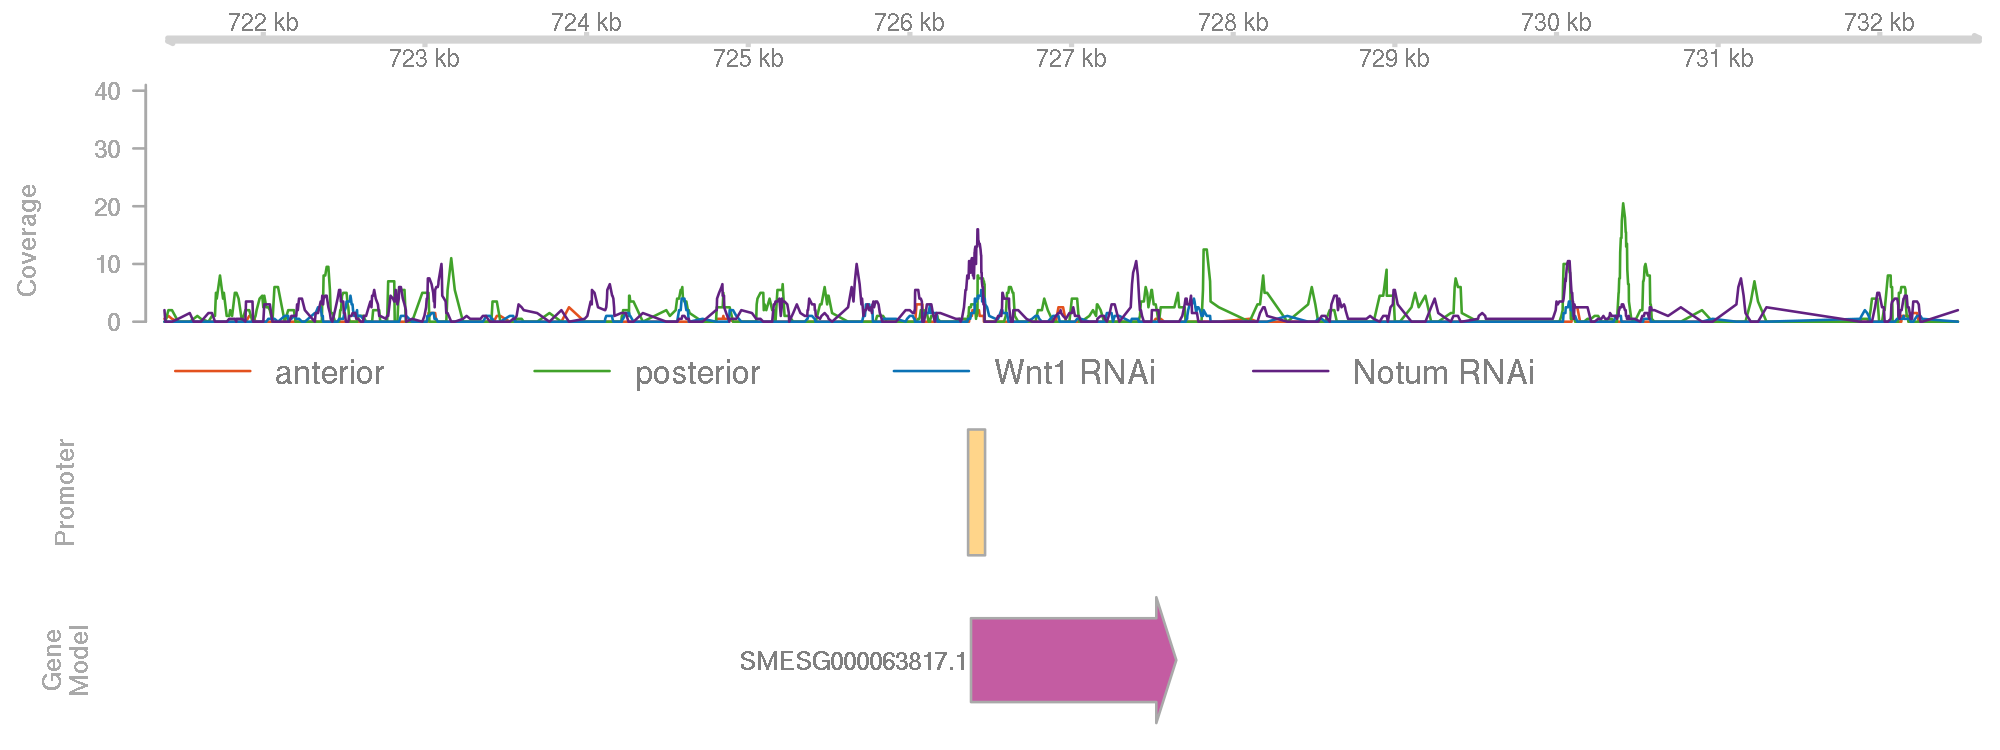 722 kb 724 kb 726 kb 728 kb 730 kb 732 kb
723 kb 725 kb 727 kb 729 kb 731 kb
Coverage
40
30
20
10
0
anterior posterior Wnt1 RNAi Notum RNAi
Promoter
Gene
Model
SMESG000063817.1